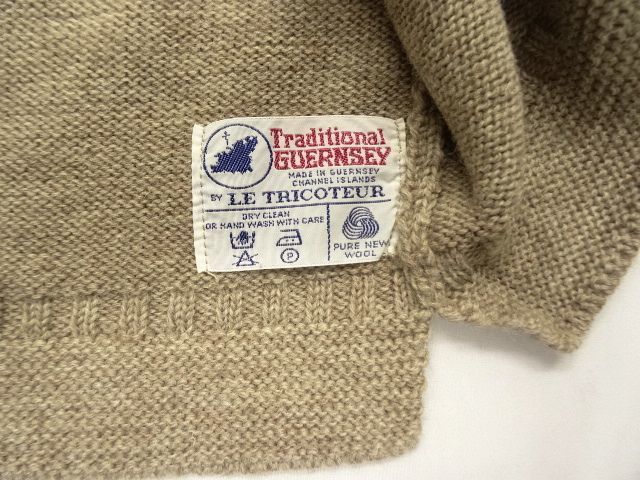 Traditional
GUERNSEY
MADE IN GUERNSEY
CHANNEL ISLANDS
BY LE TRICOTEUR
DRY CLEAN
OR HAND WASH WITH CARE
P
PURE NEW
WOOL